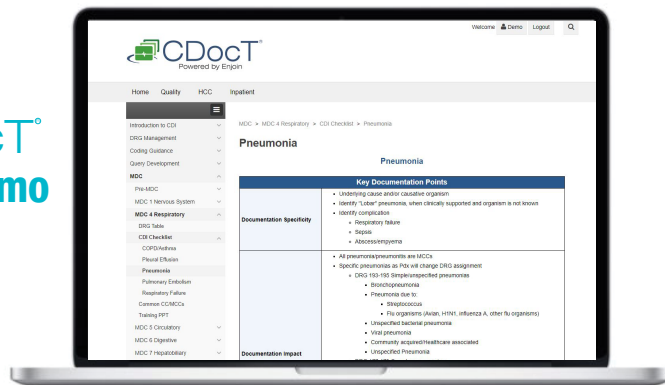 Welcome Demo Logout
CDocT
Powered by Enjoin
Home Quality HCC Inpatient
Introduction to CDI
DRG Management
Coding Guidance
Query Development
MDC
Pre-MDC
MDC 1 Nervous System
MDC 4 Respiratory
DRG Table
CDI Checklist
COPD/Asthma
Pleural Effusion
Pneumonia
Pulmonary Embolism
Respiratory Failure
Common CC/MCCs
Training PPT
MDC 5 Circulatory
MDC 6 Digestive
MDC 7 Hepatobiliary
MDC » MDC 4 Respiratory » CDI Checklist » Pneumonia
Pneumonia
Pneumonia
Key Documentation Points
Documentation Specificity
• Underlying cause and/or causative organism
• Identify "Lobar" pneumonia, when clinically supported and organism is not known
• Identify complication
Respiratory failure
Sepsis
Abscess/empyema
Documentation Impact
• All pneumonia/pneumonitis are MCCs
• Specific pneumonias as Pdx will change DRG assignment
DRG 193-195 Simple/unspecified pneumonias
Bronchopneumonia
Pneumonia due to:
Streptococcus
Flu organisms (Avian, H1N1, influenza A, other flu organisms)
Unspecified bacterial pneumonia
Viral pneumonia
Community acquired/Healthcare associated
Unspecified Pneumonia
cT°
mo